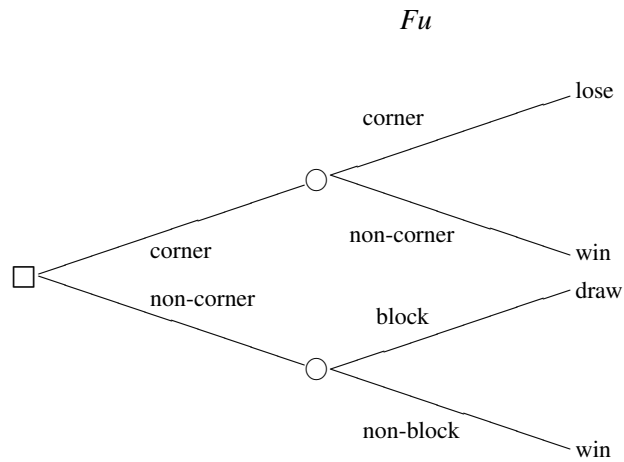 Fu
lose
corner
non-corner
corner
win
non-corner
draw
block
non-block
win